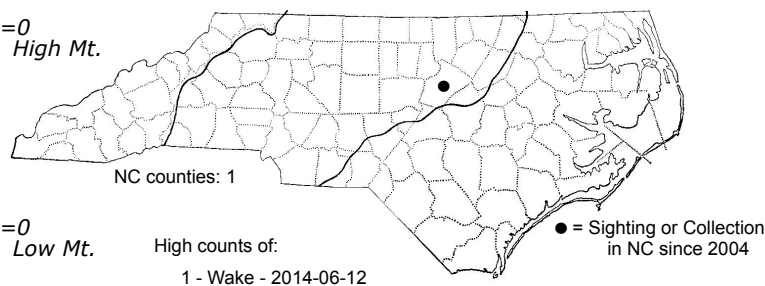 =0
High Mt.
NC counties: 1
=0
Low Mt.
High counts of:
1 - Wake - 2014-06-12
● = Sighting or Collection
in NC since 2004